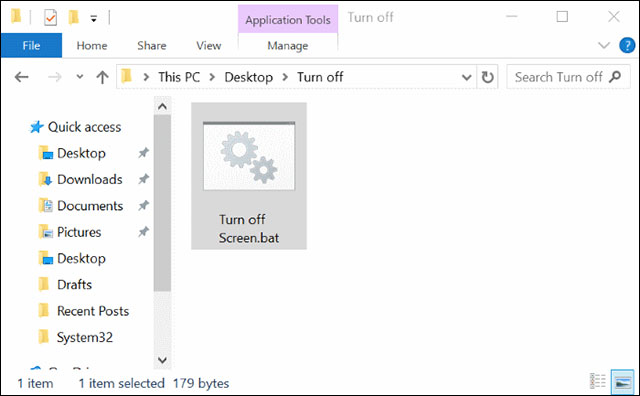 Application Tools
Turn off
File
Home
Share
View
Manage
This PC
Desktop
Turn off
Search Turn off
Quick access
Desktop
Downloads
Documents
Pictures
Desktop
Drafts
Recent Posts
System32
Turn off
Screen.bat
1 item
1 item selected 179 bytes